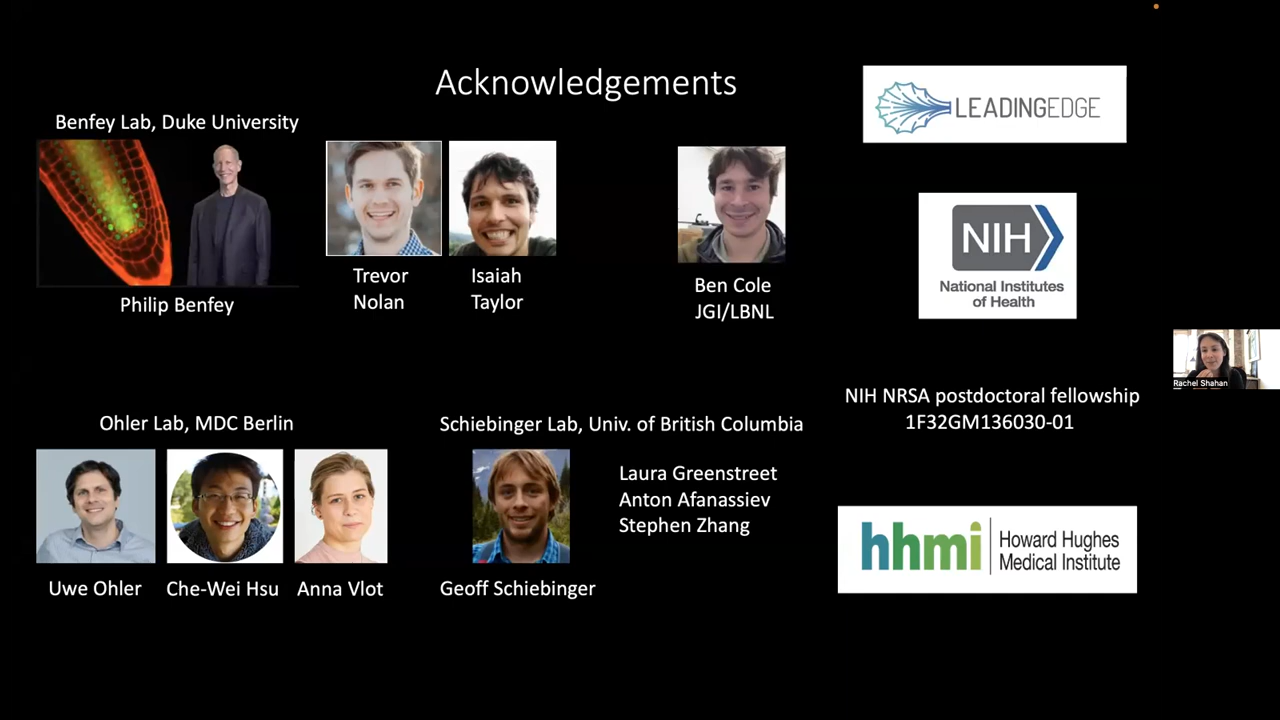 Acknowledgements
Benfey Lab, Duke University
Philip Benfey
Trevor
Nolan
Isaiah
Taylor
Ben Cole
JGI/LBNL
LEADINGEDGE
NIH
National Institutes
of Health
Rachel Shahan
NIH NRSA postdoctoral fellowship
1F32GM136030-01
Ohler Lab, MDC Berlin
Uwe Ohler
Che-Wei Hsu
Anna Vlot
Schiebinger Lab, Univ. of British Columbia
Geoff Schiebinger
Laura Greenstreet
Anton Afanassiev
Stephen Zhang
hhmi
Howard Hughes
Medical Institute